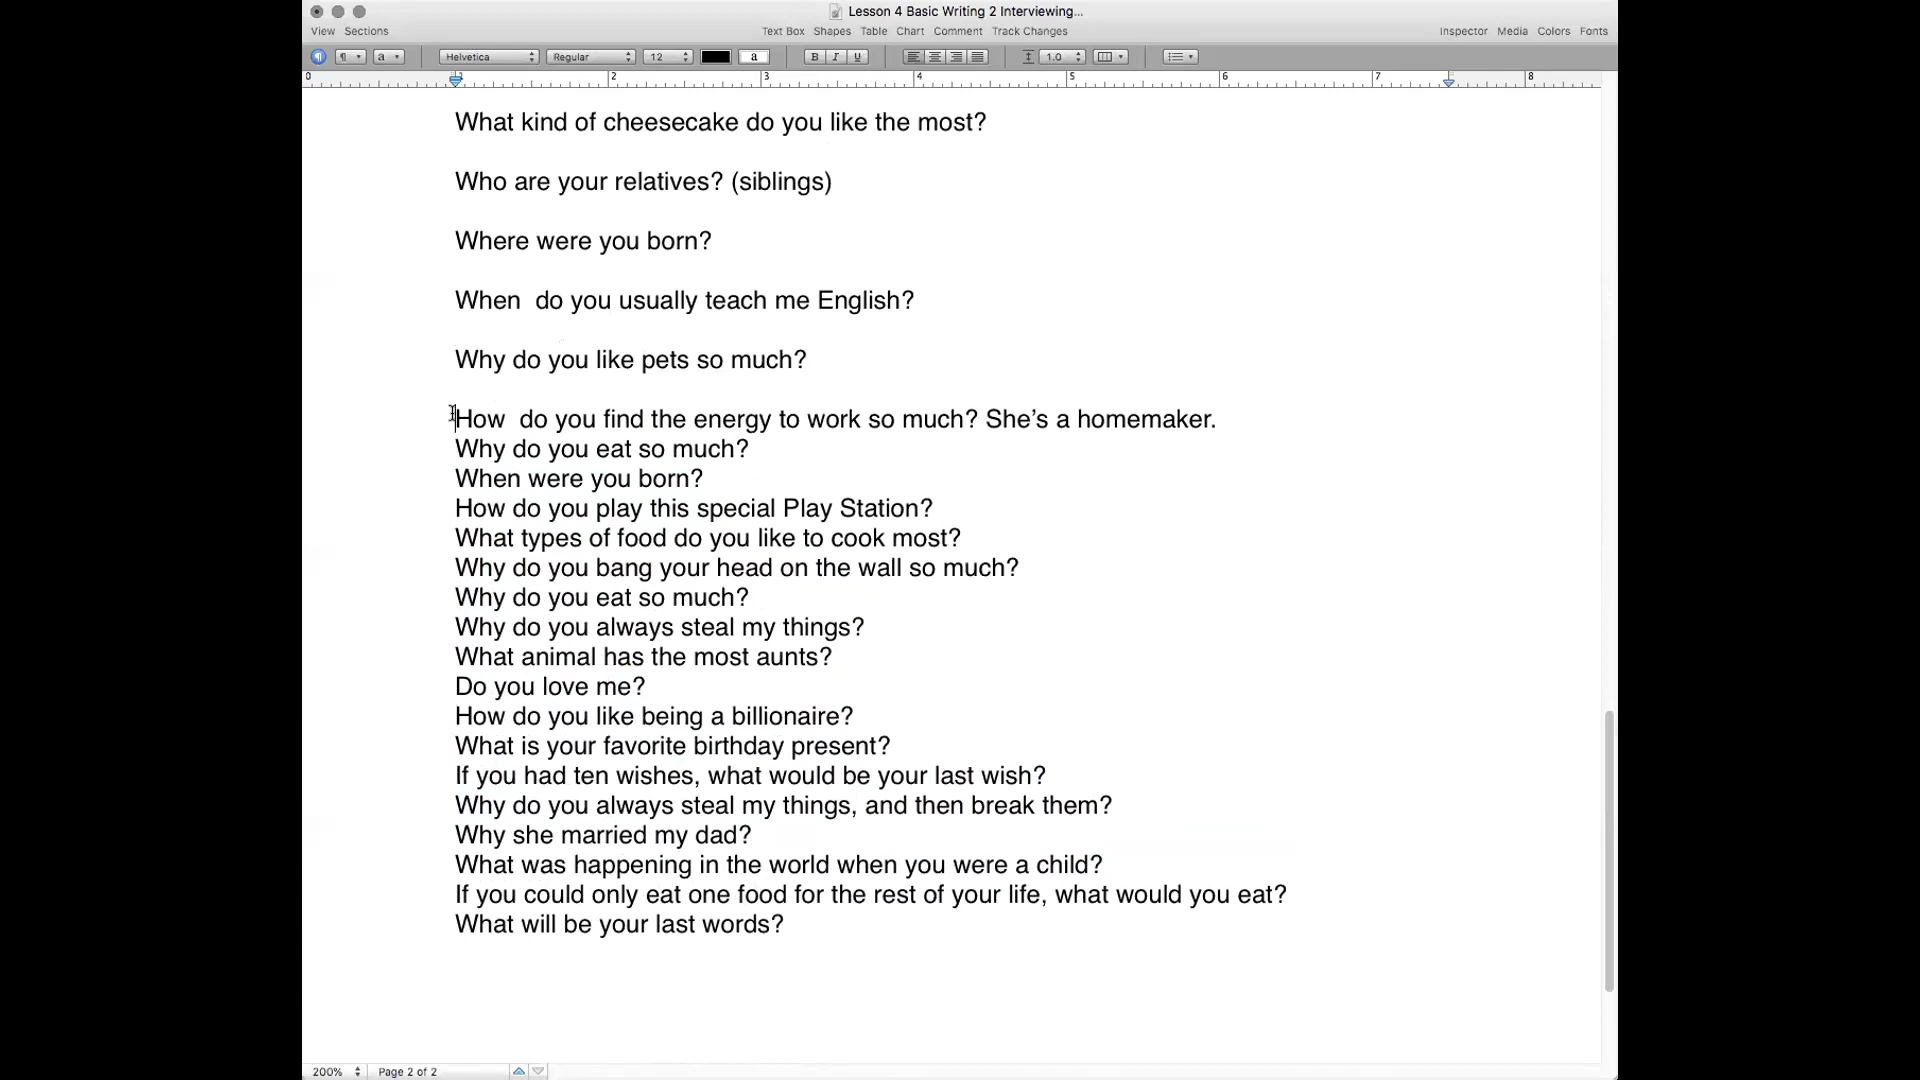 Lesson 4 Basic Writing 2 Interviewing...
View Sections Text Box Shapes Table Chart Comment Track Changes Inspector Media Colors Fonts
Helvetica Regular 12 a B I U 1.0
0 1 2 3 4 5 6 7 8
What kind of cheesecake do you like the most?
Who are your relatives? (siblings)
Where were you born?
When  do you usually teach me English?
Why do you like pets so much?
How  do you find the energy to work so much? She’s a homemaker.
Why do you eat so much?
When were you born?
How do you play this special Play Station?
What types of food do you like to cook most?
Why do you bang your head on the wall so much?
Why do you eat so much?
Why do you always steal my things?
What animal has the most aunts?
Do you love me?
How do you like being a billionaire?
What is your favorite birthday present?
If you had ten wishes, what would be your last wish?
Why do you always steal my things, and then break them?
Why she married my dad?
What was happening in the world when you were a child?
If you could only eat one food for the rest of your life, what would you eat?
What will be your last words?
200% Page 2 of 2